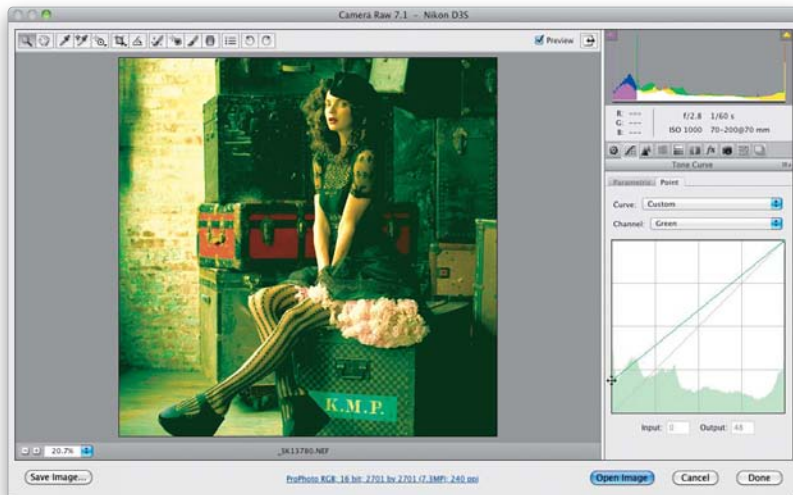 Camera Raw 7.1 - Nikon D3S
Preview
R: ---
G: ---
B: ---
f/2.8 1/60 s
ISO 1000 70-200@70 mm
Tone Curve
Parametric Point
Curve: Custom
Channel: Green
K.M.P.
Input: 0 Output: 48
20.7%
_SK13780.NEF
Save Image...
ProPhoto RGB; 16 bit; 2701 by 2701 (7.3MP); 240 ppi
Open Image
Cancel
Done